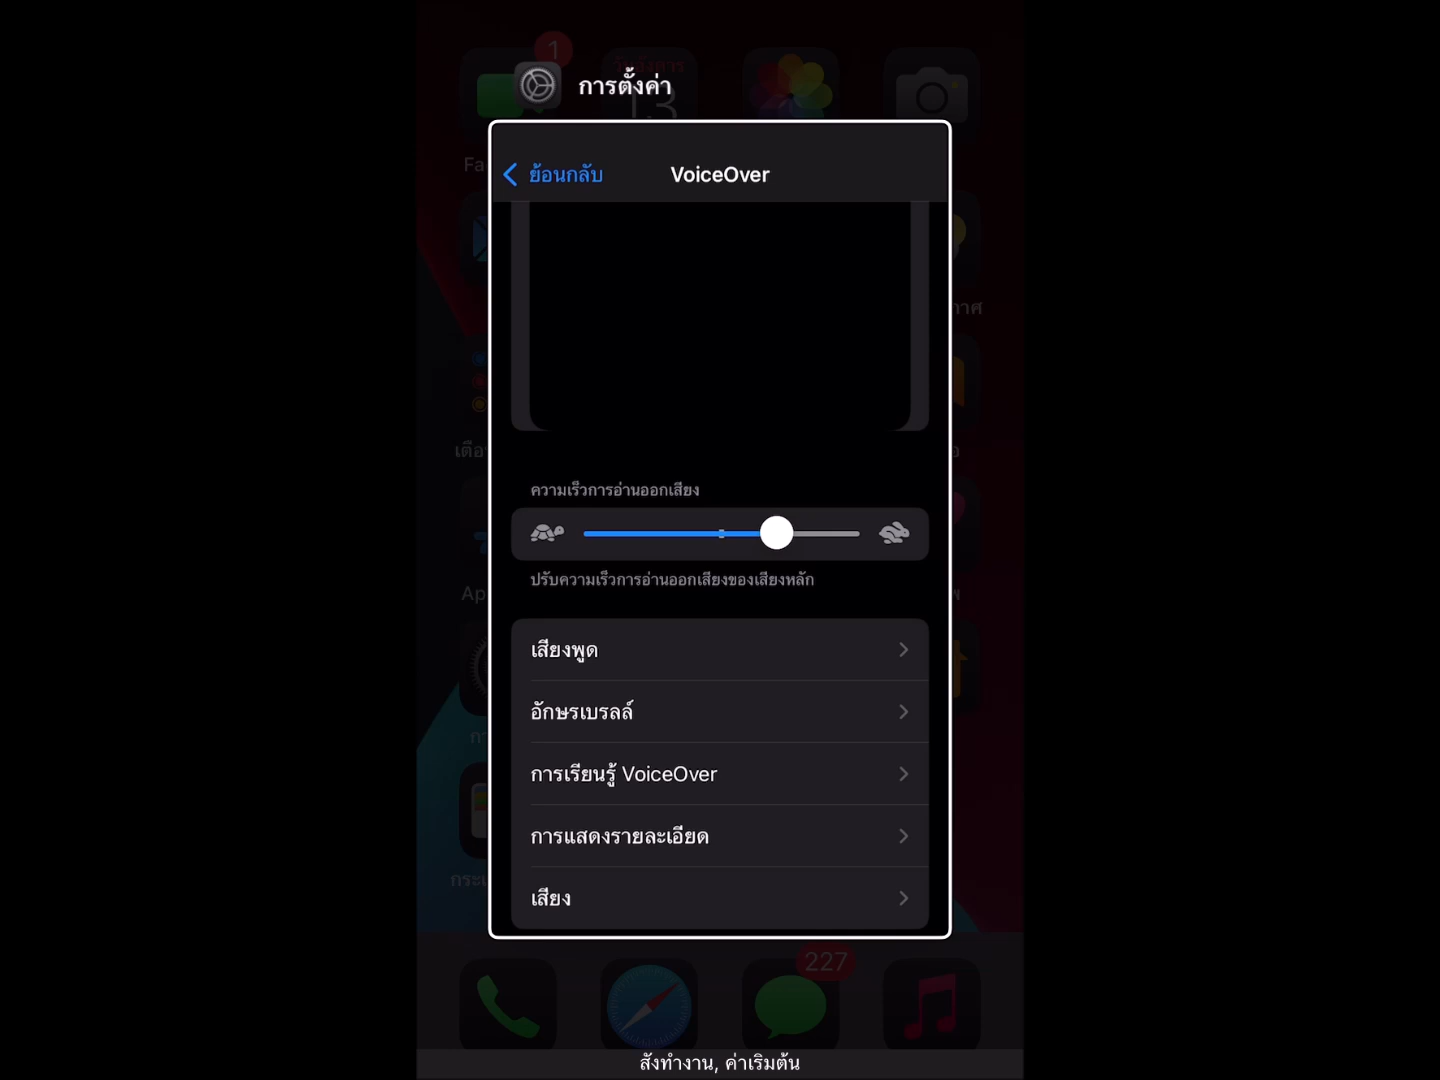 1
การตั้งค่า
ย้อนกลับ
VoiceOver
ความเร็วการอ่านออกเสียง
ปรับความเร็วการอ่านออกเสียงของเสียงหลัก
เสียงพูด
อักษรเบรลล์
การเรียนรู้ VoiceOver
การแสดงรายละเอียด
เสียง
227
สั่งทำงาน, ค่าเริ่มต้น